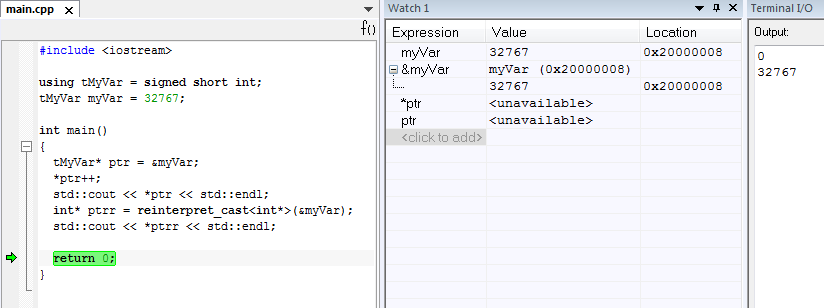 main.cpp
f()
#include <iostream>
using tMyVar = signed short int;
tMyVar myVar = 32767;
int main()
{
tMyVar* ptr = &myVar;
*ptr++;
std::cout << *ptr << std::endl;
int* ptrr = reinterpret_cast<int*>(&myVar);
std::cout << *ptrr << std::endl;
return 0;
}
Watch 1
Expression Value Location
myVar 32767 0x20000008
&myVar myVar (0x20000008)
32767 0x20000008
*ptr <unavailable>
ptr <unavailable>
<click to add>
Terminal I/O
Output:
0
32767